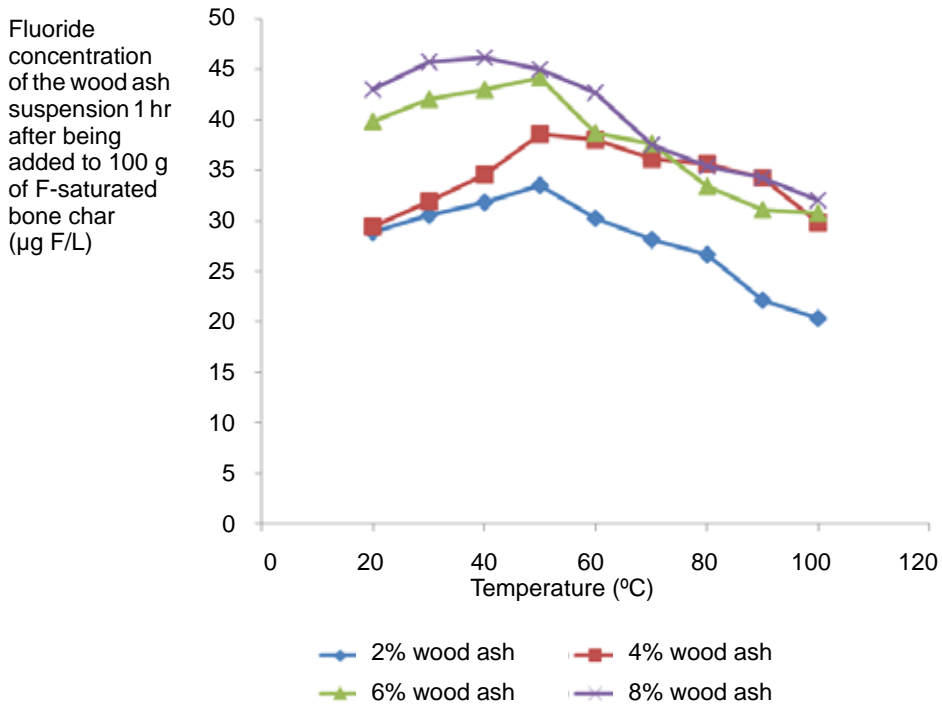 Fluoride
concentration
of the wood ash
suspension 1 hr
after being
added to 100 g
of F-saturated
bone char
(µg F/L)
50
45
40
35
30
25
20
15
10
5
0
0 20 40 60 80 100 120
Temperature (ºC)
2% wood ash 4% wood ash
6% wood ash 8% wood ash